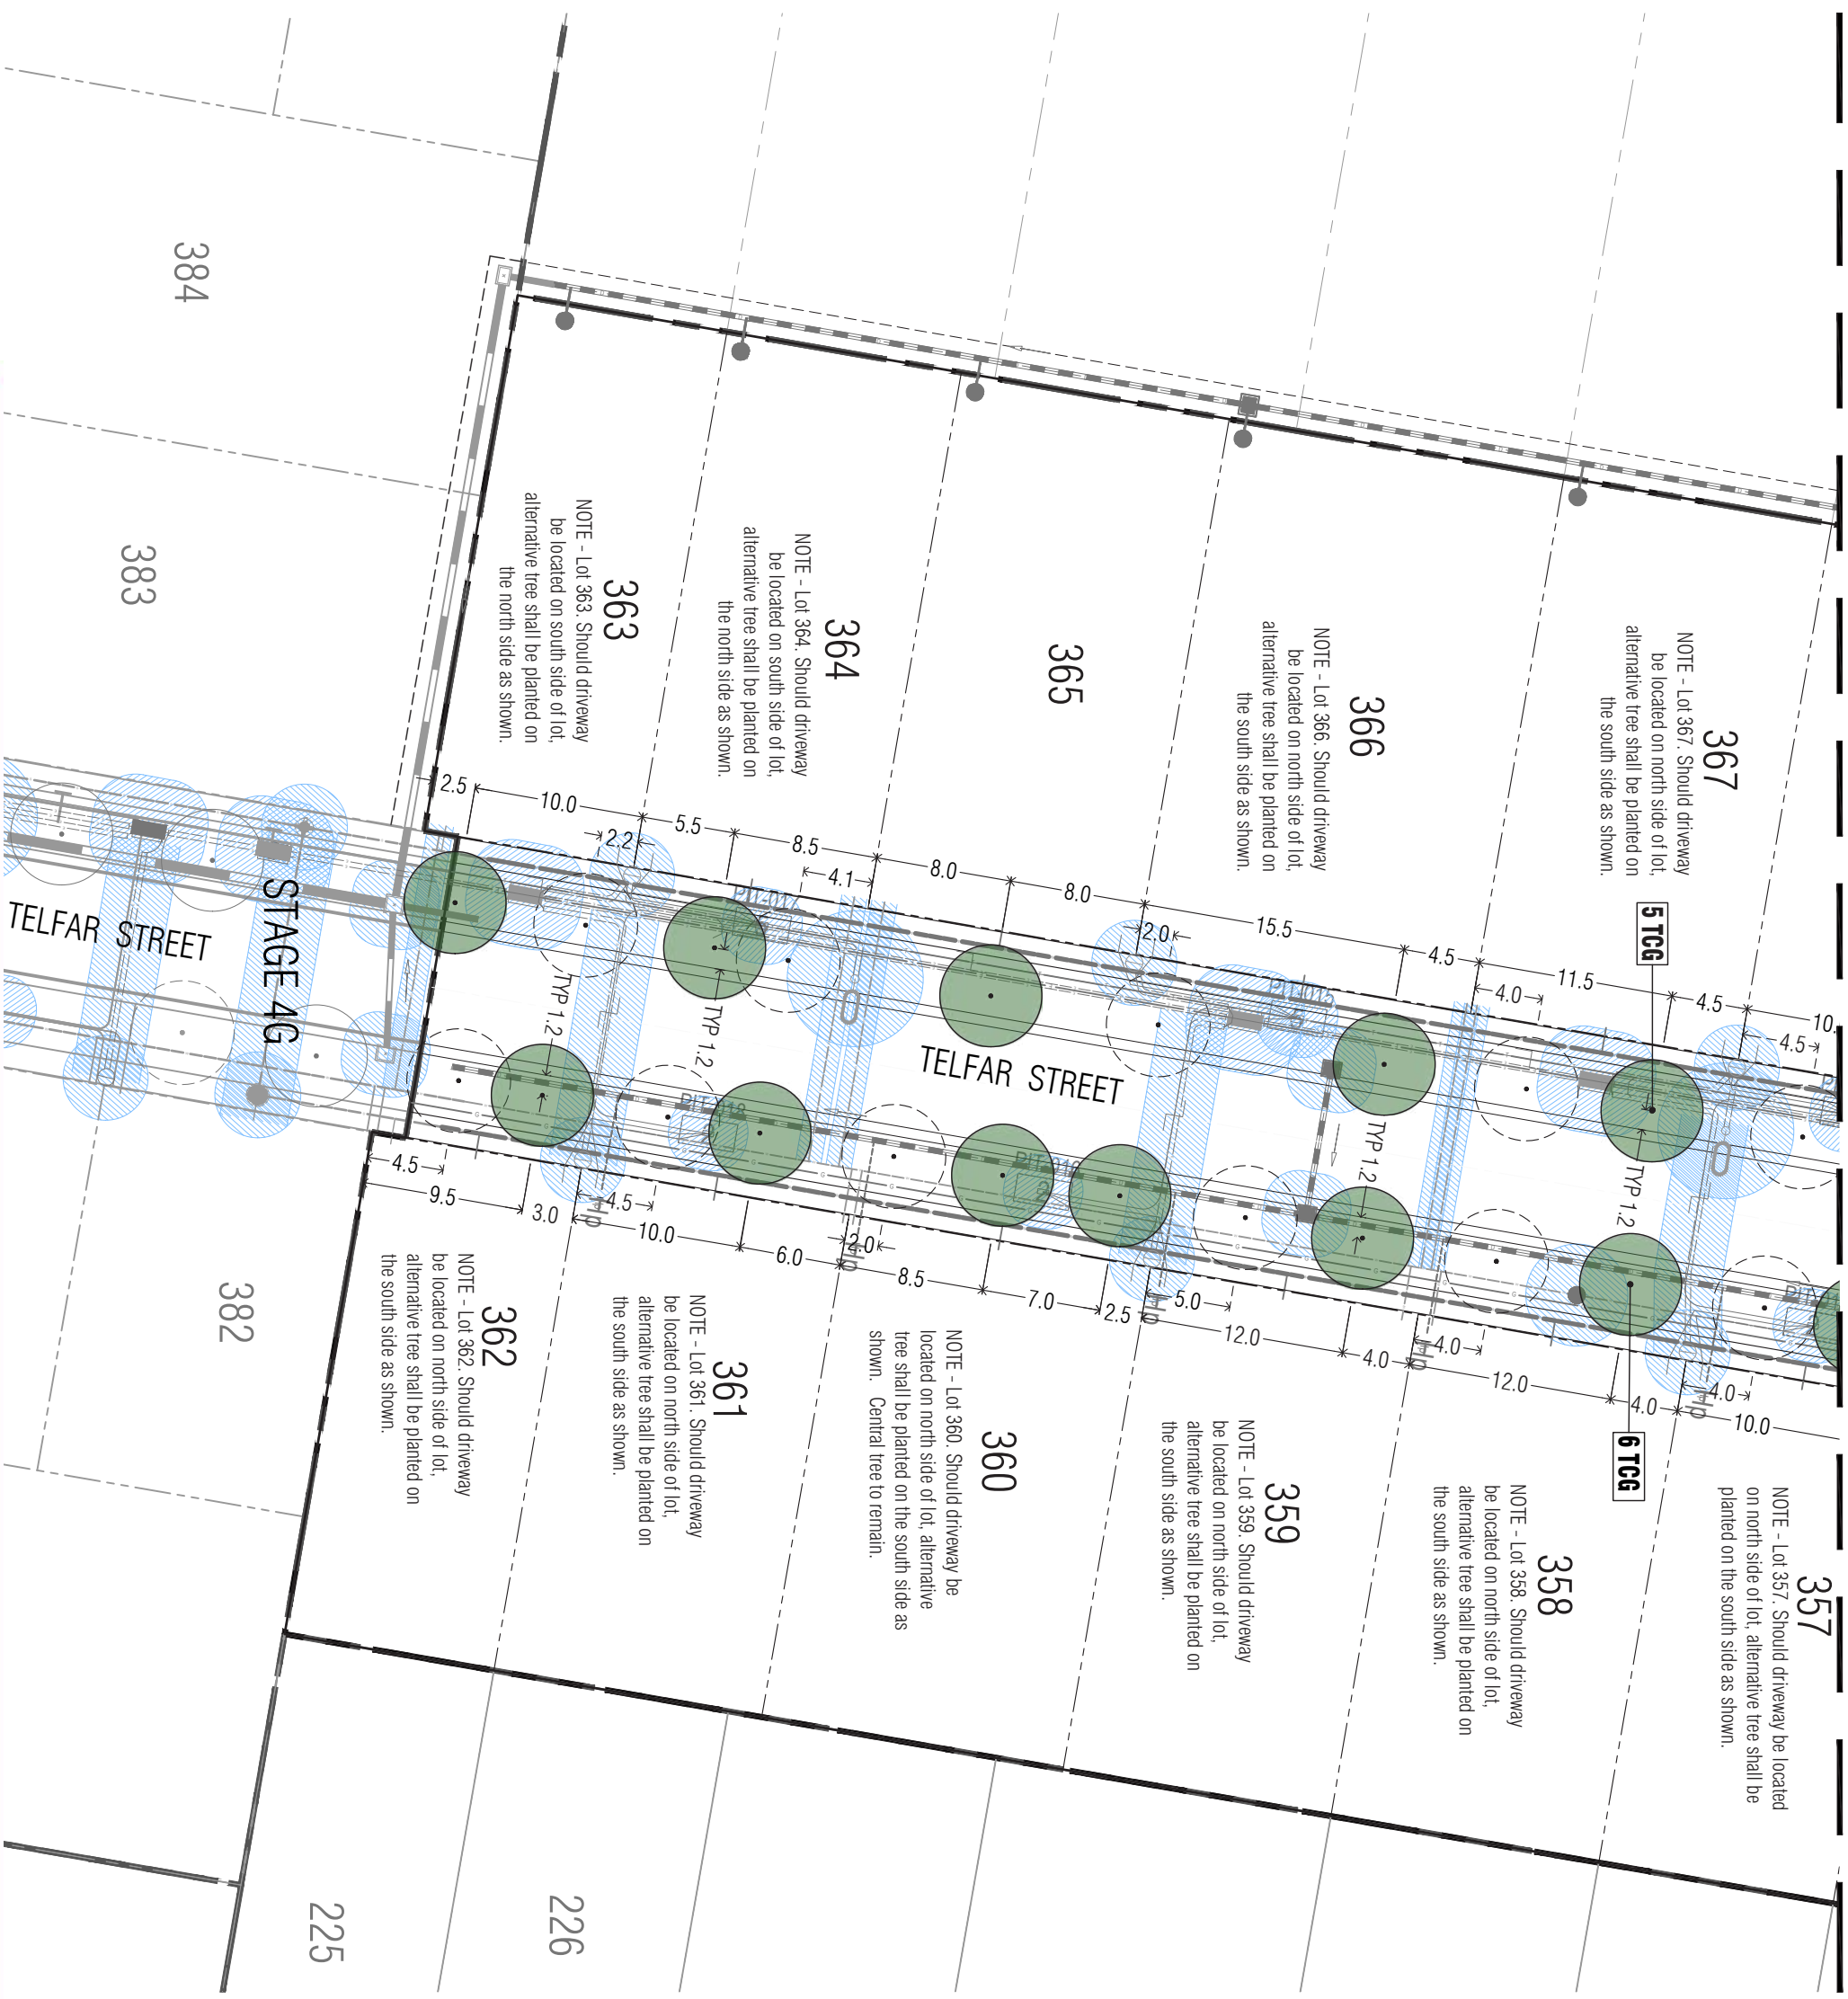 384
383
363
NOTE - Lot 363. Should driveway
be located on south side of lot,
alternative tree shall be planted on
the north side as shown.
364
NOTE - Lot 364. Should driveway
be located on south side of lot,
alternative tree shall be planted on
the north side as shown.
365
366
NOTE - Lot 366. Should driveway
be located on north side of lot,
alternative tree shall be planted on
the south side as shown.
367
NOTE - Lot 367. Should driveway
be located on north side of lot,
alternative tree shall be planted on
the south side as shown.
5 TCG
2.5
10.0
2.2
5.5
8.5
4.1
8.0
8.0
2.0
15.5
4.5
4.0
11.5
4.5
10.
4.5
TELFAR STREET
STAGE 4G
TYP 1.2
TYP 1.2
TELFAR STREET
TYP 1.2
TYP 1.2
PIT-015
4.5
9.5
3.0
4.5
10.0
6.0
2.0
8.5
7.0
2.5
5.0
12.0
4.0
4.0
12.0
4.0
4.0
10.0
Hp
Hp
Hp
Hp
Hp
6 TCG
382
362
NOTE - Lot 362. Should driveway
be located on north side of lot,
alternative tree shall be planted on
the south side as shown.
361
NOTE - Lot 361. Should driveway
be located on north side of lot,
alternative tree shall be planted on
the south side as shown.
360
NOTE - Lot 360. Should driveway be
located on north side of lot, alternative
tree shall be planted on the south side as
shown. Central tree to remain.
359
NOTE - Lot 359. Should driveway
be located on north side of lot,
alternative tree shall be planted on
the south side as shown.
358
NOTE - Lot 358. Should driveway
be located on north side of lot,
alternative tree shall be planted on
the south side as shown.
357
NOTE - Lot 357. Should driveway be located
on north side of lot, alternative tree shall be
planted on the south side as shown.
225
226